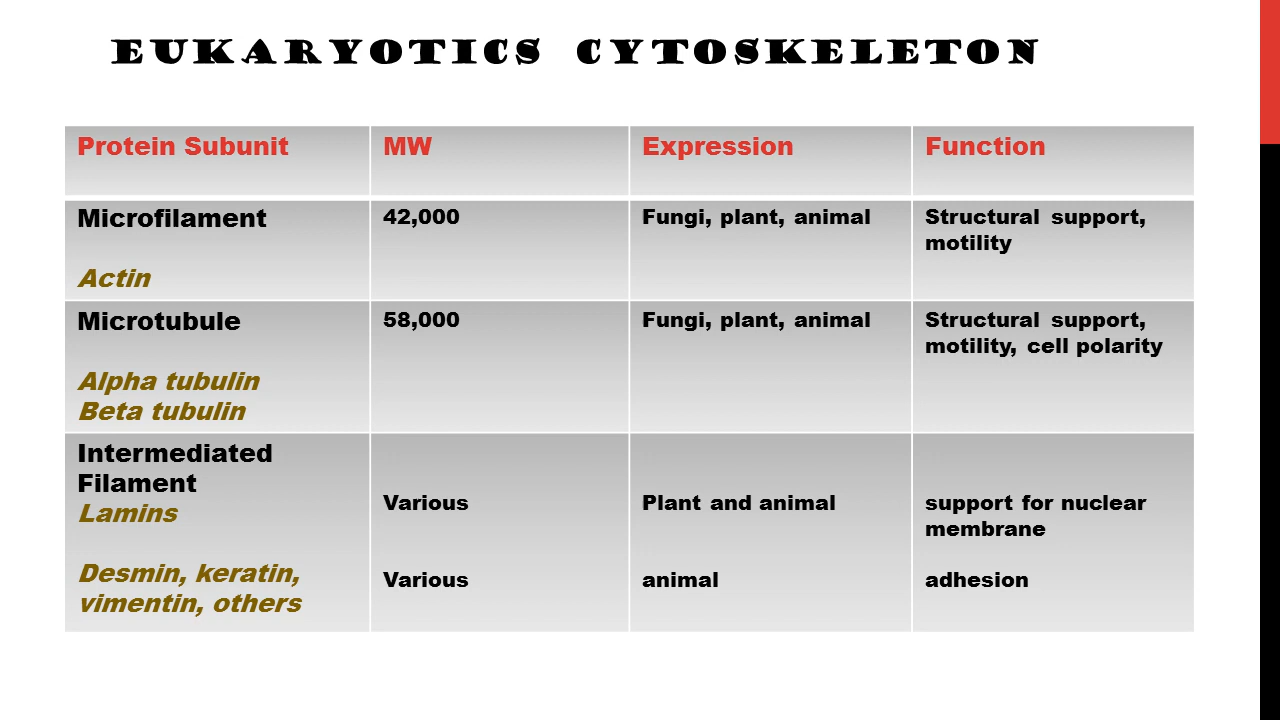 EUKARYOTICS CYTOSKELETON
Protein Subunit
MW
Expression
Function
Microfilament
Actin
42,000
Fungi, plant, animal
Structural support,
motility
Microtubule
Alpha tubulin
Beta tubulin
58,000
Fungi, plant, animal
Structural support,
motility, cell polarity
Intermediated
Filament
Lamins
Various
Plant and animal
support for nuclear
membrane
Desmin, keratin,
vimentin, others
Various
animal
adhesion